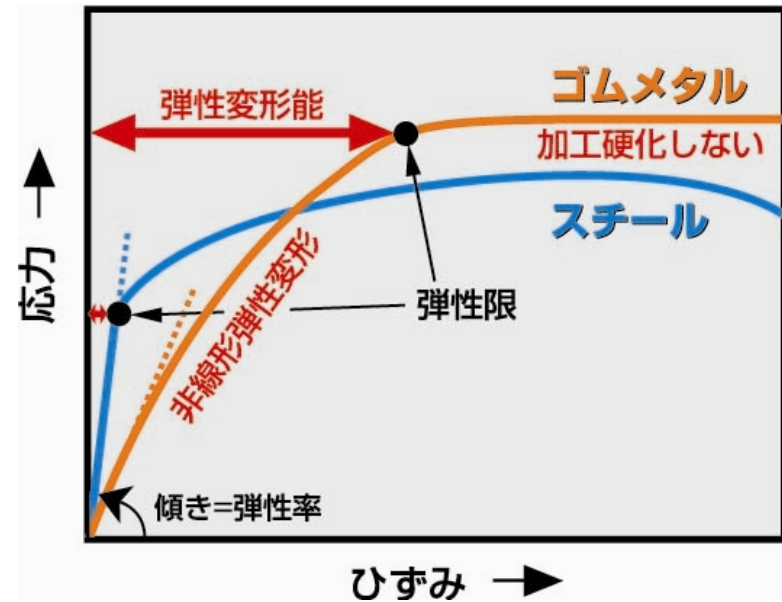 弾性変形能
ゴムメタル
加工硬化しない
スチール
応力
非線形弾性変形
弾性限
傾き=弾性率
ひずみ